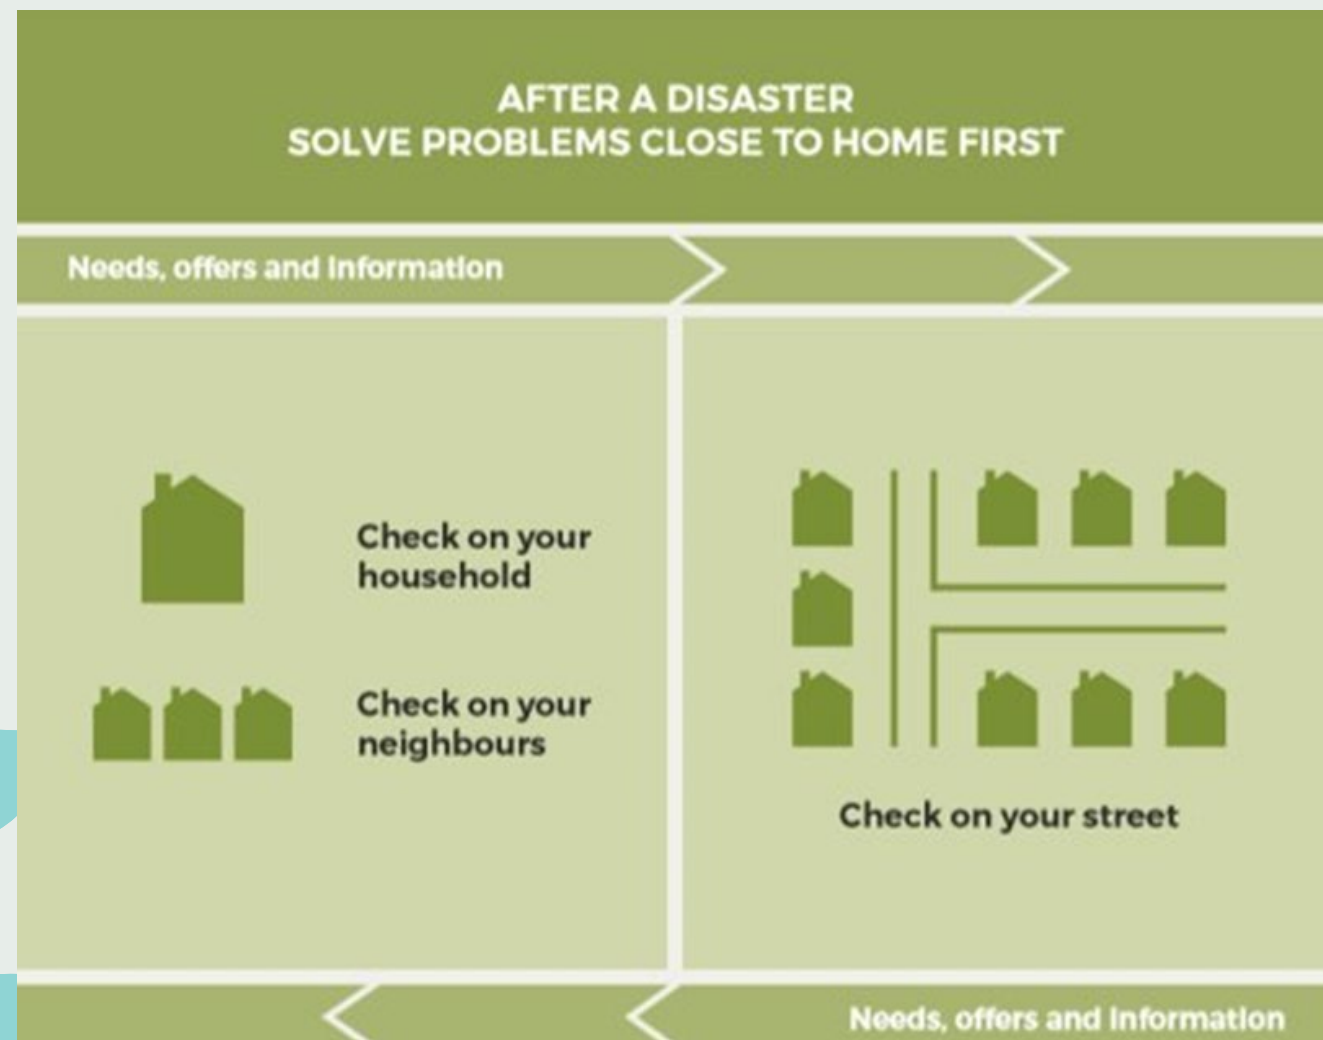 AFTER A DISASTER
SOLVE PROBLEMS CLOSE TO HOME FIRST
Needs, offers and information
Check on your
household
Check on your
neighbours
Check on your street
Needs, offers and information